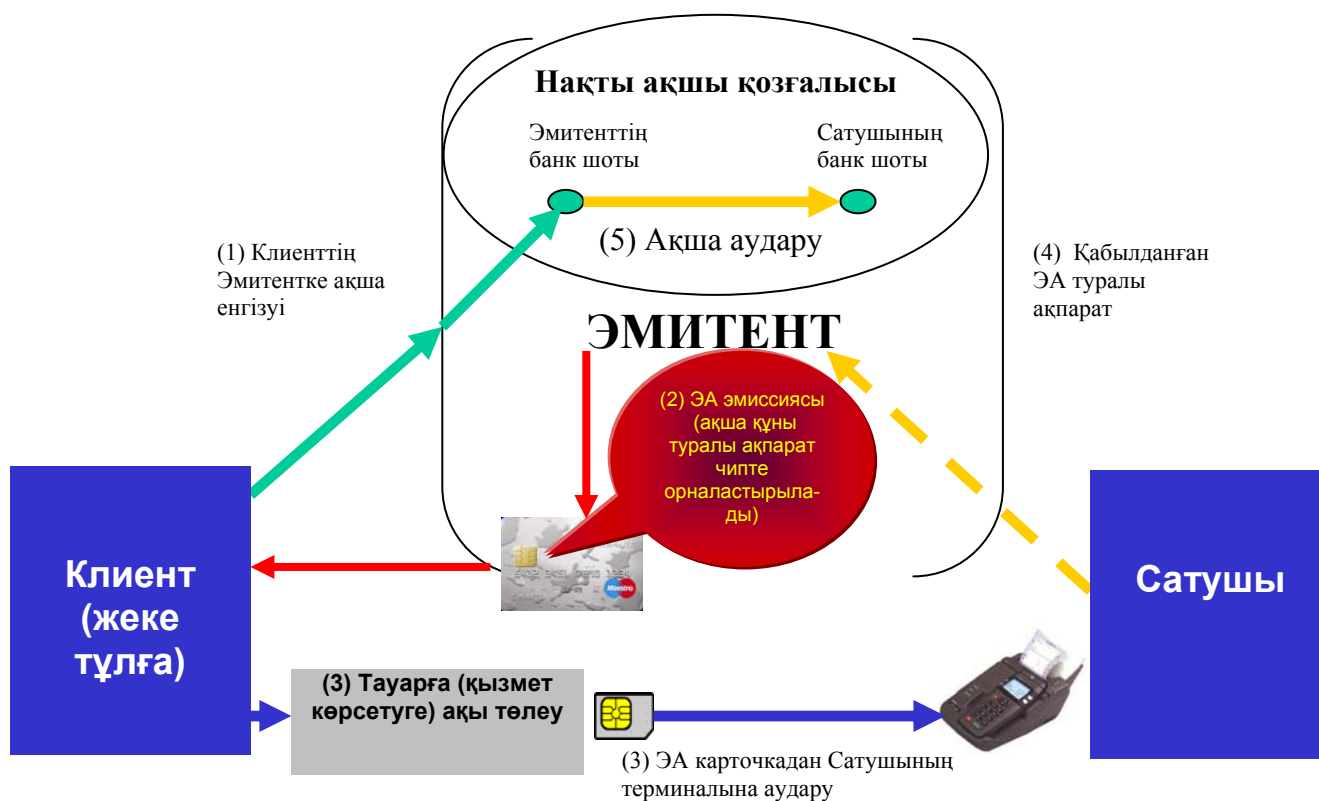 Нақты ақшы қозғалысы
Эмитенттің
банк шоты
Сатушының
банк шоты
(5) Ақша аудару
(1) Клиенттің
Эмитентке ақша
енгізуі
(4) Қабылданған
ЭА туралы
ақпарат
ЭМИТЕНТ
(2) ЭА эмиссиясы
(ақша құны
туралы ақпарат
чипте
орналастырыла-
ды)
Клиент
(жеке
тұлға)
Сатушы
Maestro
(3) Тауарға (қызмет
көрсетуге) ақы төлеу
(3) ЭА карточкадан Сатушының
терминалына аудару